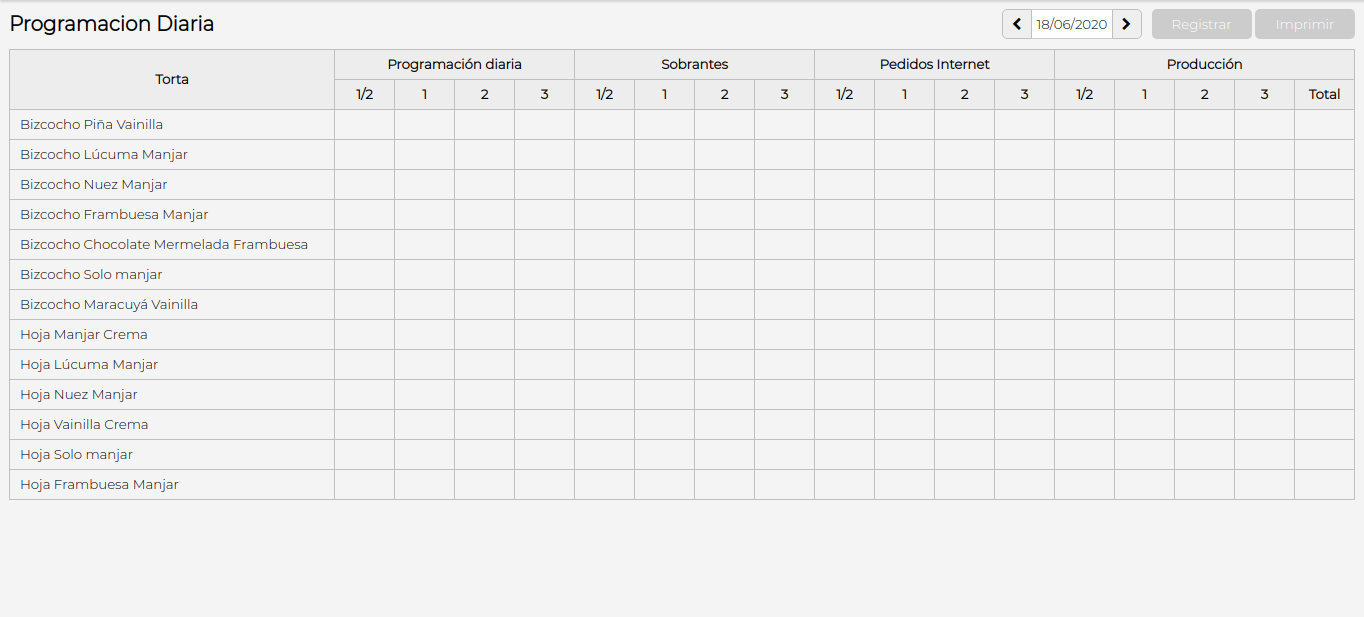 Programacion Diaria 18/06/2020 Registrar Imprimir
Torta Programación diaria Sobrantes Pedidos Internet Producción
1/2 1 2 3 1/2 1 2 3 1/2 1 2 3 1/2 1 2 3 Total
Bizcocho Piña Vainilla
Bizcocho Lúcuma Manjar
Bizcocho Nuez Manjar
Bizcocho Frambuesa Manjar
Bizcocho Chocolate Mermelada Frambuesa
Bizcocho Solo manjar
Bizcocho Maracuyá Vainilla
Hoja Manjar Crema
Hoja Lúcuma Manjar
Hoja Nuez Manjar
Hoja Vainilla Crema
Hoja Solo manjar
Hoja Frambuesa Manjar